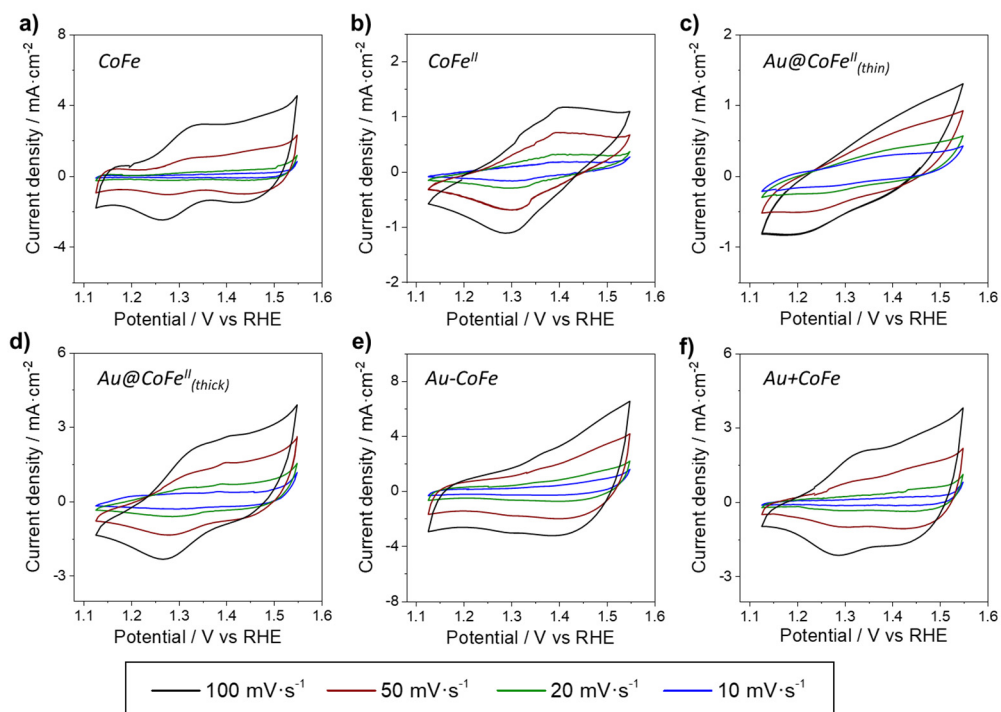 a)
CoFe
8
4
0
-4
Current density / mA·cm-2
1.1 1.2 1.3 1.4 1.5 1.6
Potential / V vs RHE
b)
CoFeII
2
1
0
-1
-2
Current density / mA·cm-2
1.1 1.2 1.3 1.4 1.5 1.6
Potential / V vs RHE
c)
Au@CoFeII(thin)
2
1
0
-1
Current density / mA·cm-2
1.1 1.2 1.3 1.4 1.5 1.6
Potential / V vs RHE
d)
Au@CoFeII(thick)
6
3
0
-3
Current density / mA·cm-2
1.1 1.2 1.3 1.4 1.5 1.6
Potential / V vs RHE
e)
Au-CoFe
8
4
0
-4
-8
Current density / mA·cm-2
1.1 1.2 1.3 1.4 1.5 1.6
Potential / V vs RHE
f)
Au+CoFe
6
3
0
-3
Current density / mA·cm-2
1.1 1.2 1.3 1.4 1.5 1.6
Potential / V vs RHE
100 mV·s-1 50 mV·s-1 20 mV·s-1 10 mV·s-1